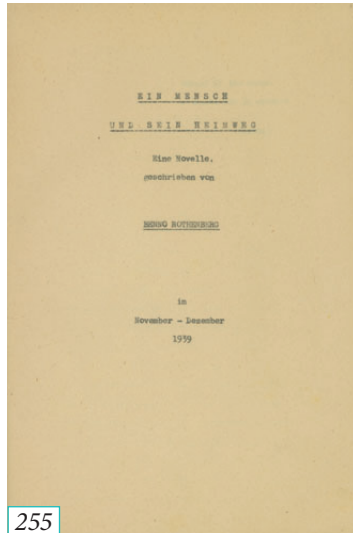 EIN MENSCH
UND SEIN HEIMWEG
Eine Novelle,
geschrieben von
BENNO ROTHENBERG
im
November - Dezember
1939
255